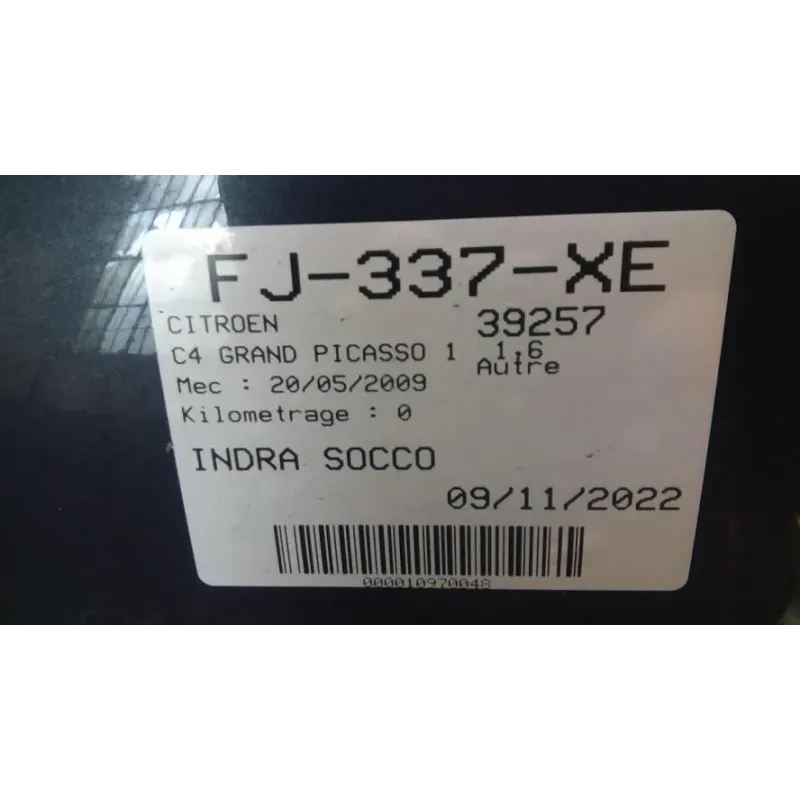 FJ-337-XE
CITROEN 39257
C4 GRAND PICASSO 1 1.6
Autre
Mec : 20/05/2009
Kilometrage : 0
INDRA SOCCO
09/11/2022
000010970048